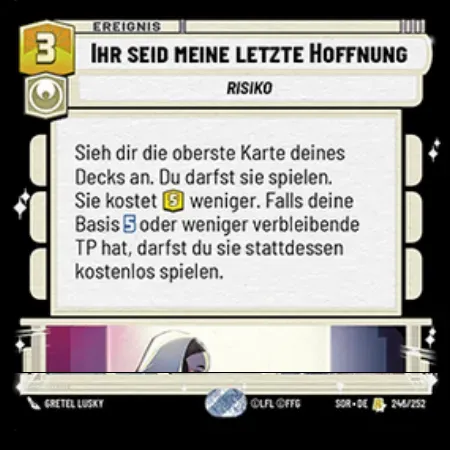 EREIGNIS
3
IHR SEID MEINE LETZTE HOFFNUNG
RISIKO
Sieh dir die oberste Karte deines
Decks an. Du darfst sie spielen.
Sie kostet 5 weniger. Falls deine
Basis 5 oder weniger verbleibende
TP hat, darfst du sie stattdessen
kostenlos spielen.
GRETEL LUSKY ©LFL ©FFG SOR • DE 246/252